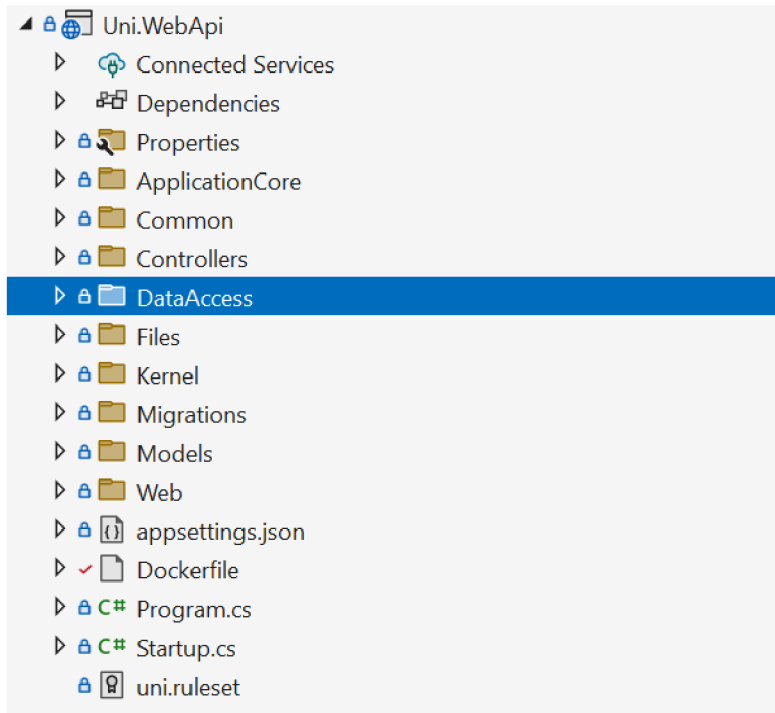 Uni.WebApi
Connected Services
Dependencies
Properties
ApplicationCore
Common
Controllers
DataAccess
Files
Kernel
Migrations
Models
Web
appsettings.json
Dockerfile
C# Program.cs
C# Startup.cs
uni.ruleset